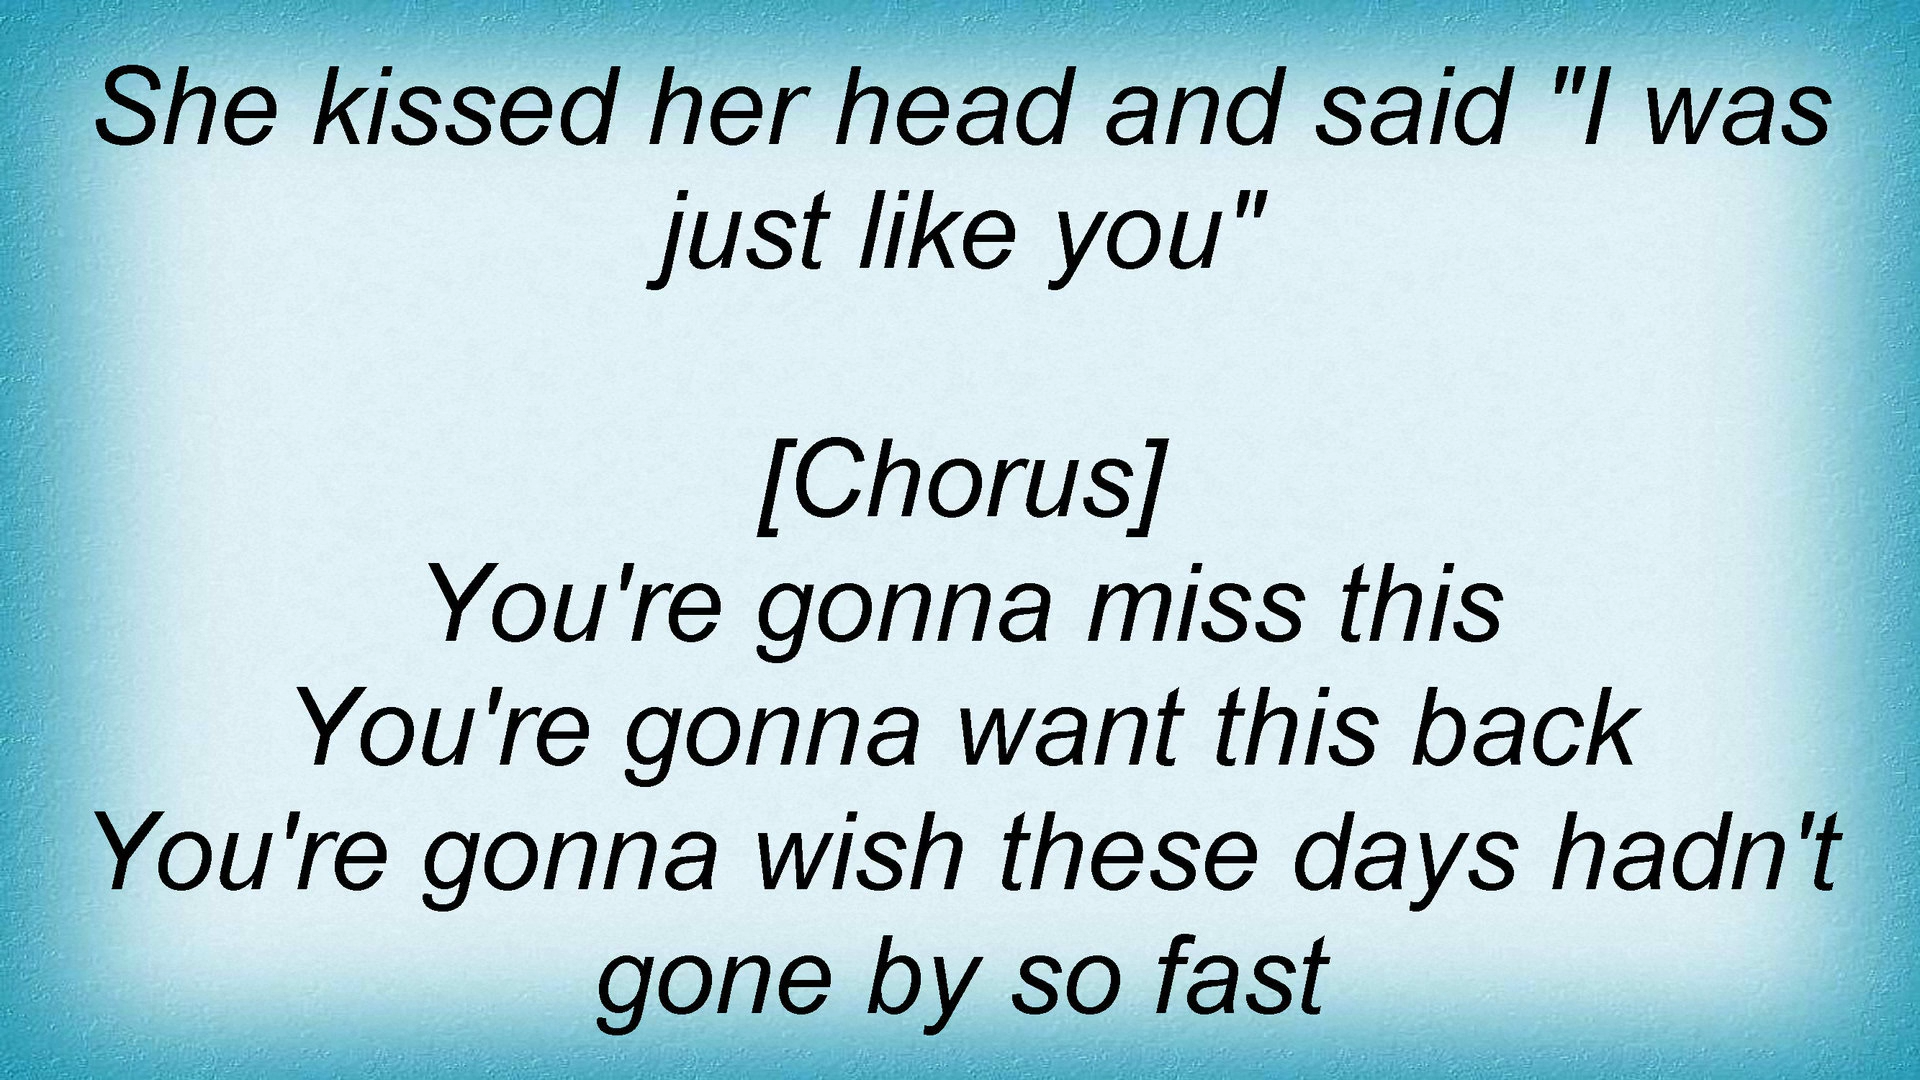 She kissed her head and said "I was
just like you"
[Chorus]
You're gonna miss this
You're gonna want this back
You're gonna wish these days hadn't
gone by so fast